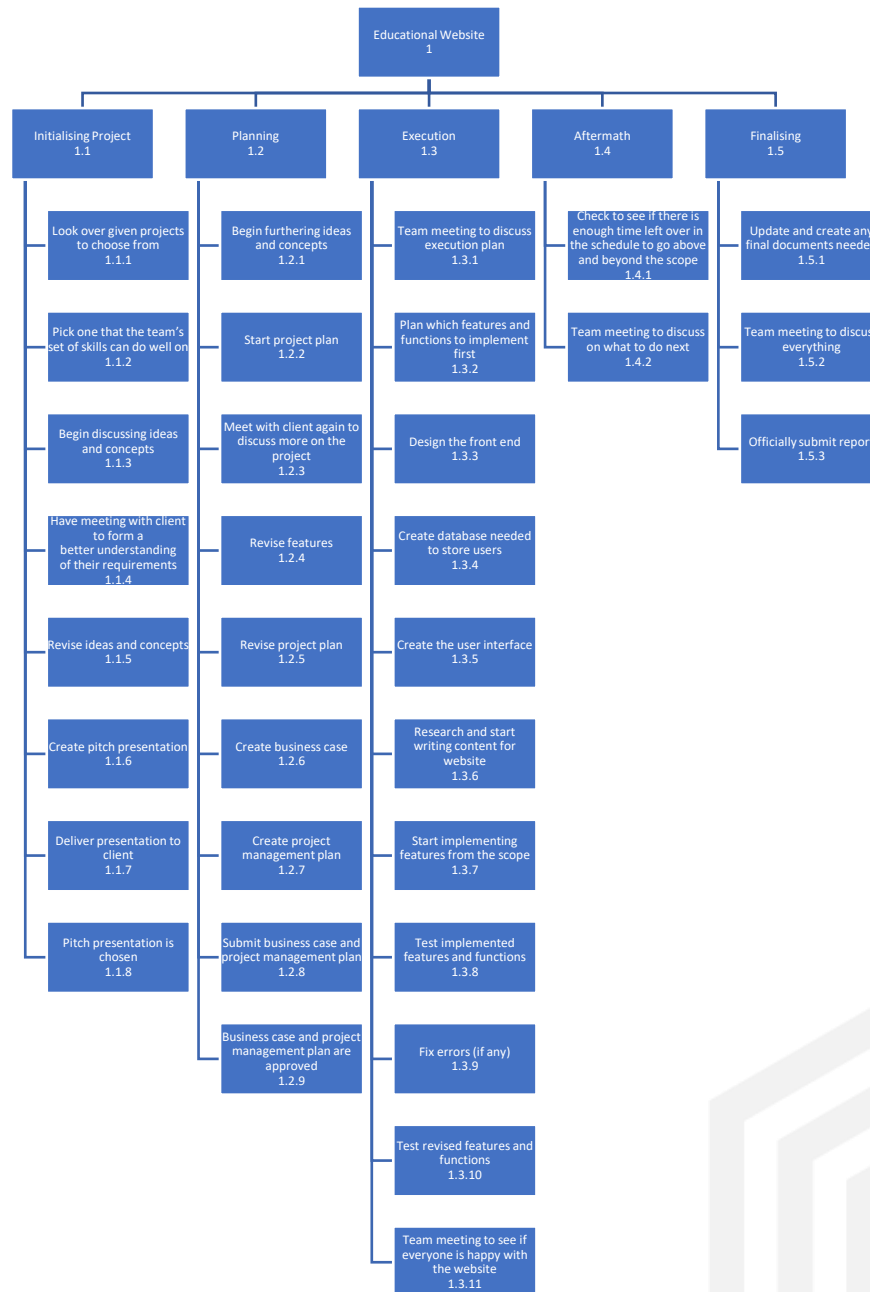 Educational Website
1
Initialising Project
1.1
Planning
1.2
Execution
1.3
Aftermath
1.4
Finalising
1.5
Look over given projects
to choose from
1.1.1
Pick one that the team's
set of skills can do well on
1.1.2
Begin discussing ideas
and concepts
1.1.3
Have meeting with client
to form a
better understanding
of their requirements
1.1.4
Revise ideas and concepts
1.1.5
Create pitch presentation
1.1.6
Deliver presentation to
client
1.1.7
Pitch presentation is
chosen
1.1.8
Begin furthering ideas
and concepts
1.2.1
Start project plan
1.2.2
Meet with client again to
discuss more on the
project
1.2.3
Revise features
1.2.4
Revise project plan
1.2.5
Create business case
1.2.6
Create project
management plan
1.2.7
Submit business case and
project management plan
1.2.8
Business case and project
management plan are
approved
1.2.9
Team meeting to discuss
execution plan
1.3.1
Plan which features and
functions to implement
first
1.3.2
Design the front end
1.3.3
Create database needed
to store users
1.3.4
Create the user interface
1.3.5
Research and start
writing content for
website
1.3.6
Start implementing
features from the scope
1.3.7
Test implemented
features and functions
1.3.8
Fix errors (if any)
1.3.9
Test revised features and
functions
1.3.10
Team meeting to see if
everyone is happy with
the website
1.3.11
Check to see if there is
enough time left over in
the schedule to go above
and beyond the scope
1.4.1
Team meeting to discuss
on what to do next
1.4.2
Update and create any
final documents neede
1.5.1
Team meeting to discus
everything
1.5.2
Officially submit report
1.5.3